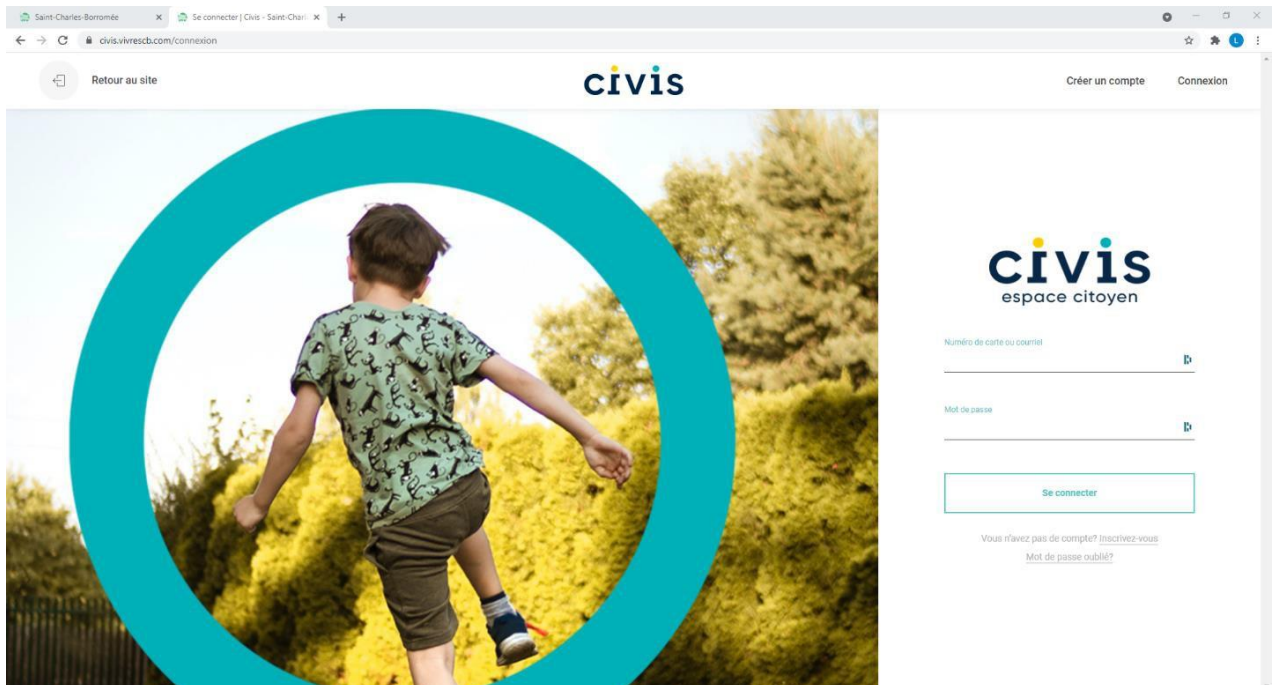 Saint-Charles-Borromée
Se connecter | Civis - Saint-Charl
civis.vivrescb.com/connexion
L
Retour au site
civis
Créer un compte
Connexion
civis
espace citoyen
Numéro de carte ou courriel
Mot de passe
Se connecter
Vous n'avez pas de compte? Inscrivez-vous
Mot de passe oublié?